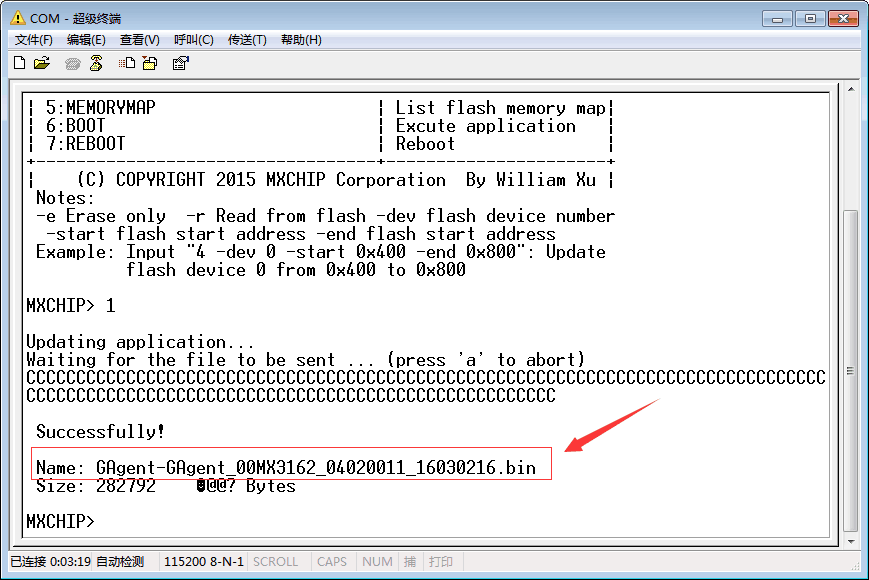 COM - 超级终端
文件(F) 编辑(E) 查看(V) 呼叫(C) 传送(T) 帮助(H)
| 5:MEMORYMAP | List flash memory map|
| 6:BOOT | Excute application |
| 7:REBOOT | Reboot |
+-----------------------------------+----------------------+
| (C) COPYRIGHT 2015 MXCHIP Corporation By William Xu |
Notes:
-e Erase only -r Read from flash -dev flash device number
-start flash start address -end flash start address
Example: Input "4 -dev 0 -start 0x400 -end 0x800": Update
flash device 0 from 0x400 to 0x800
MXCHIP> 1
Updating application...
Waiting for the file to be sent ... (press 'a' to abort)
CCCCCCCCCCCCCCCCCCCCCCCCCCCCCCCCCCCCCCCCCCCCCCCCCCCCCCCCCCCCCCCCCCCCCCCCCCCCCCCC
CCCCCCCCCCCCCCCCCCCCCCCCCCCCCCCCCCCCCCCCCCCCCCCCCCCCC
Successfully!
Name: GAgent-GAgent_00MX3162_04020011_16030216.bin
Size: 282792 @@? Bytes
MXCHIP>
已连接 0:03:19 自动检测 115200 8-N-1 SCROLL CAPS NUM 捕 打印